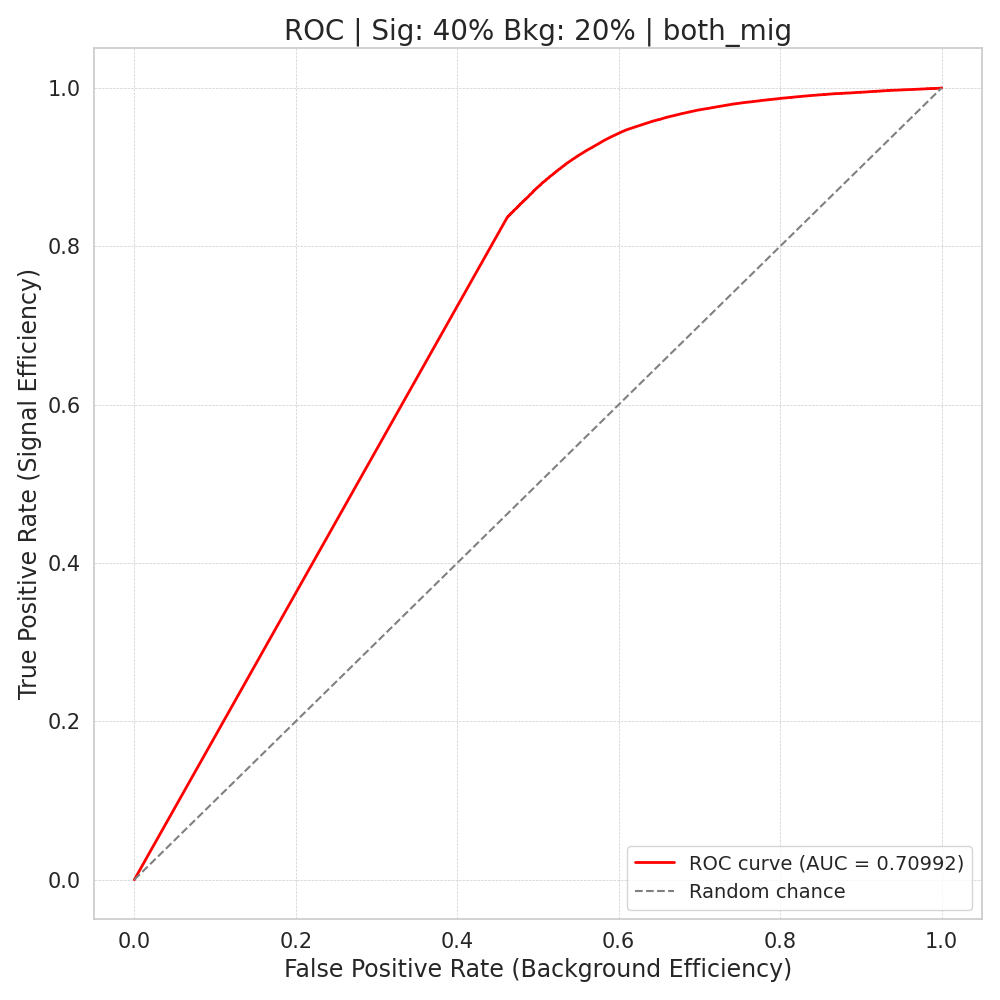 ROC | Sig: 40% Bkg: 20% | both_mig
True Positive Rate (Signal Efficiency)
1.0
0.8
0.6
0.4
0.2
0.0
ROC curve (AUC = 0.70992)
Random chance
0.0 0.2 0.4 0.6 0.8 1.0
False Positive Rate (Background Efficiency)